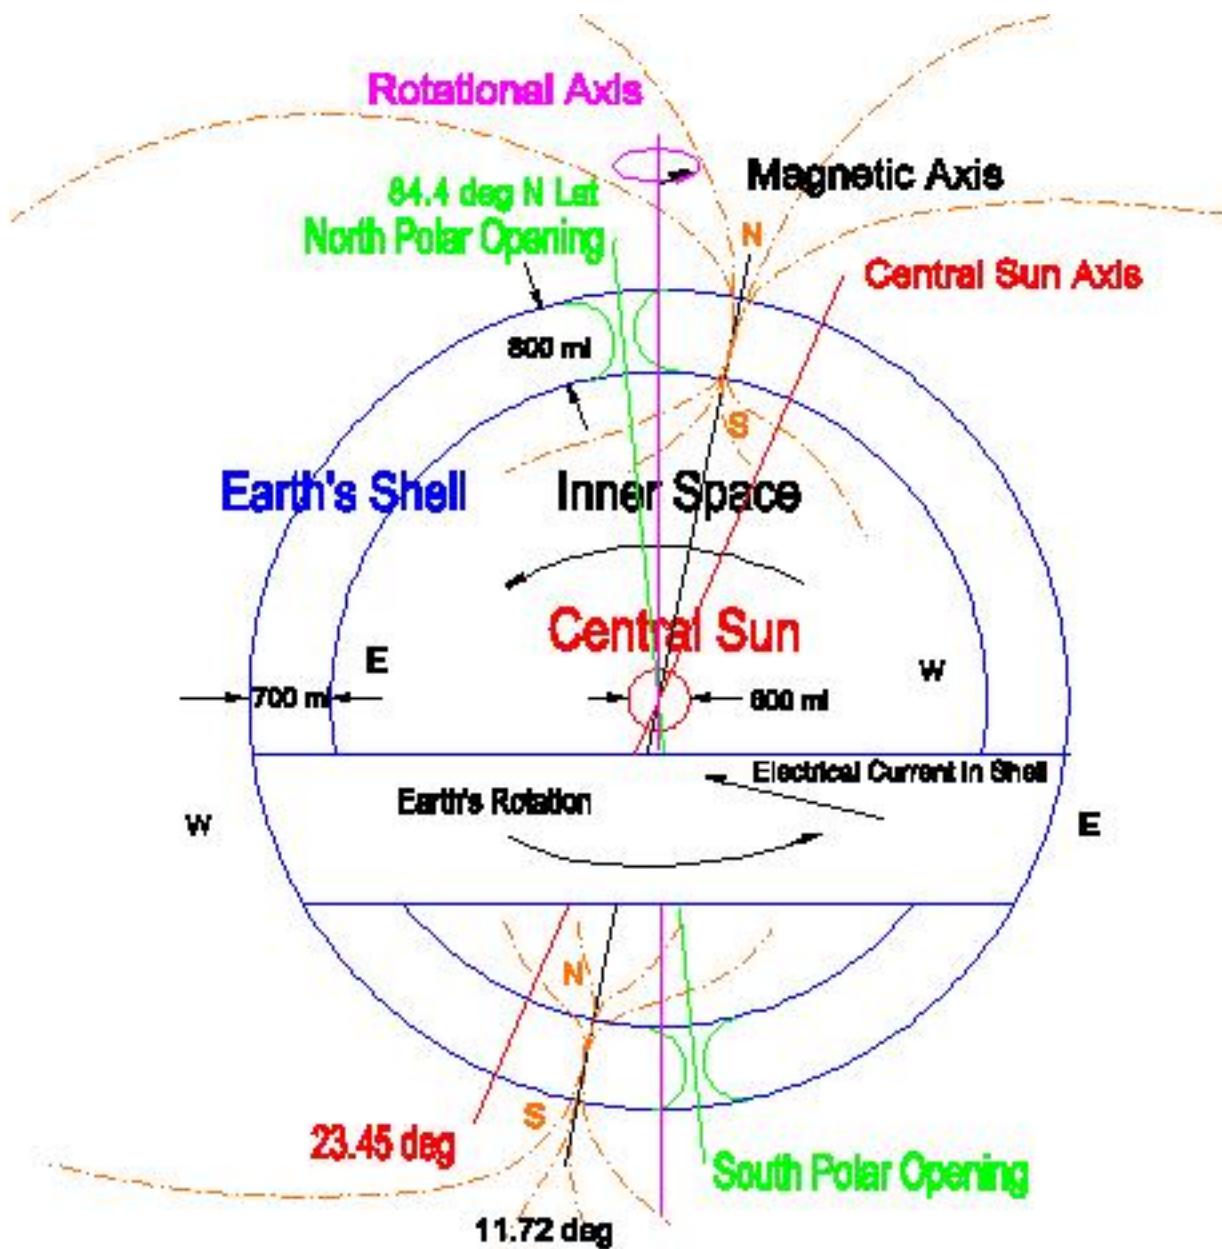 Rotational Axis
Magnetic Axis
84.4 deg N Lat
North Polar Opening
N
Central Sun Axis
800 mi
S
Earth's Shell
Inner Space
Central Sun
E
W
700 mi
600 mi
Electrical Current in Shell
Earth's Rotation
W
E
N
S
23.45 deg
South Polar Opening
11.72 deg